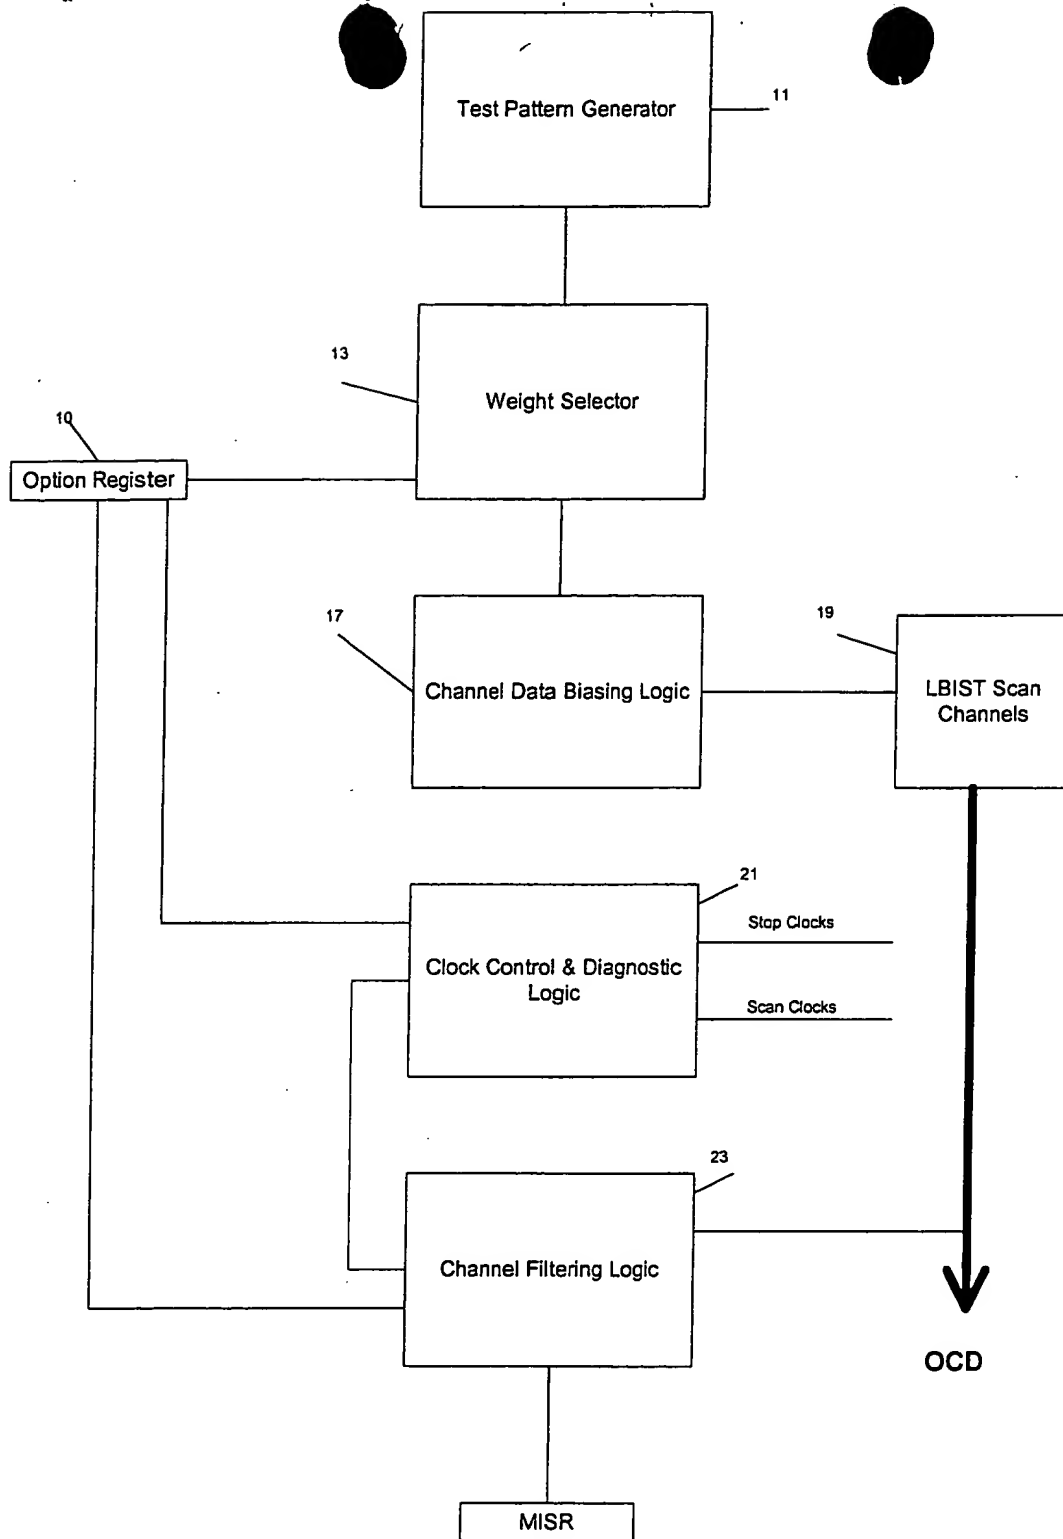 Test Pattern Generator
11
13
Weight Selector
10
Option Register
17
Channel Data Biasing Logic
19
LBIST Scan
Channels
21
Stop Clocks
Clock Control & Diagnostic
Logic
Scan Clocks
23
Channel Filtering Logic
OCD
MISR